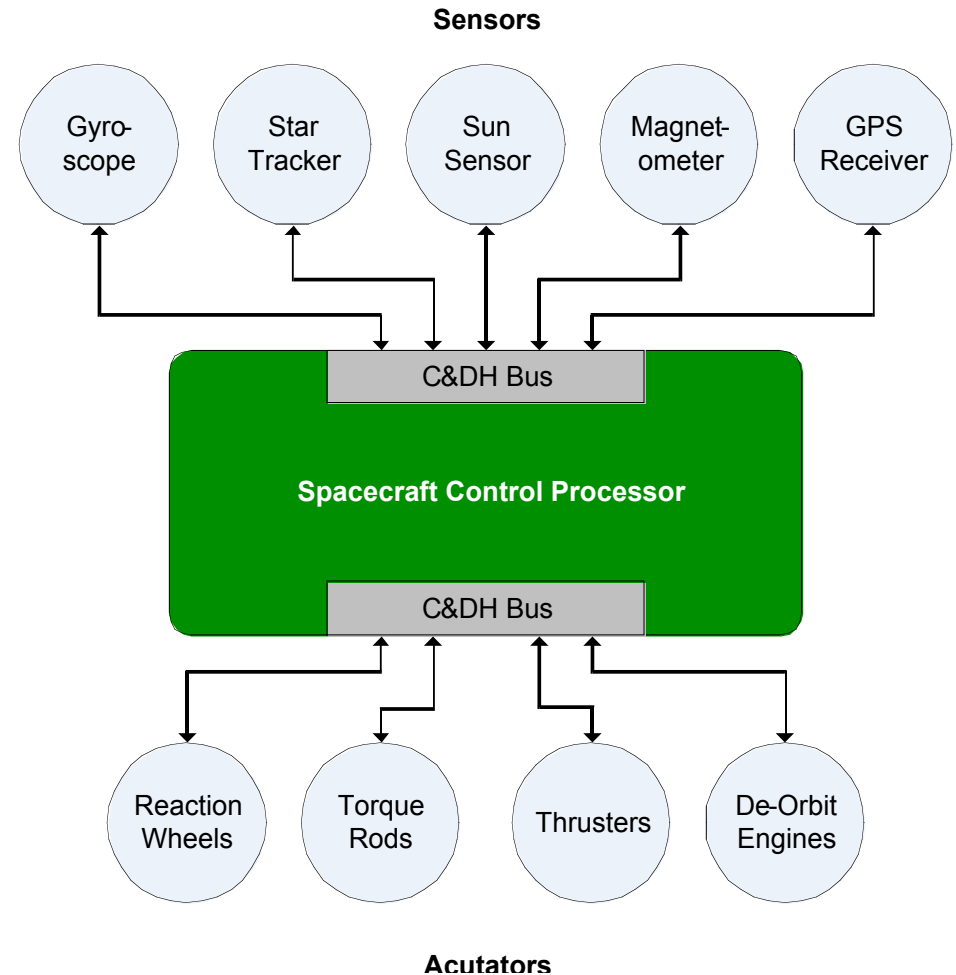 Sensors
Gyro-
scope
Star
Tracker
Sun
Sensor
Magnet-
ometer
GPS
Receiver
C&DH Bus
Spacecraft Control Processor
C&DH Bus
Reaction
Wheels
Torque
Rods
Thrusters
De-Orbit
Engines
Acutators